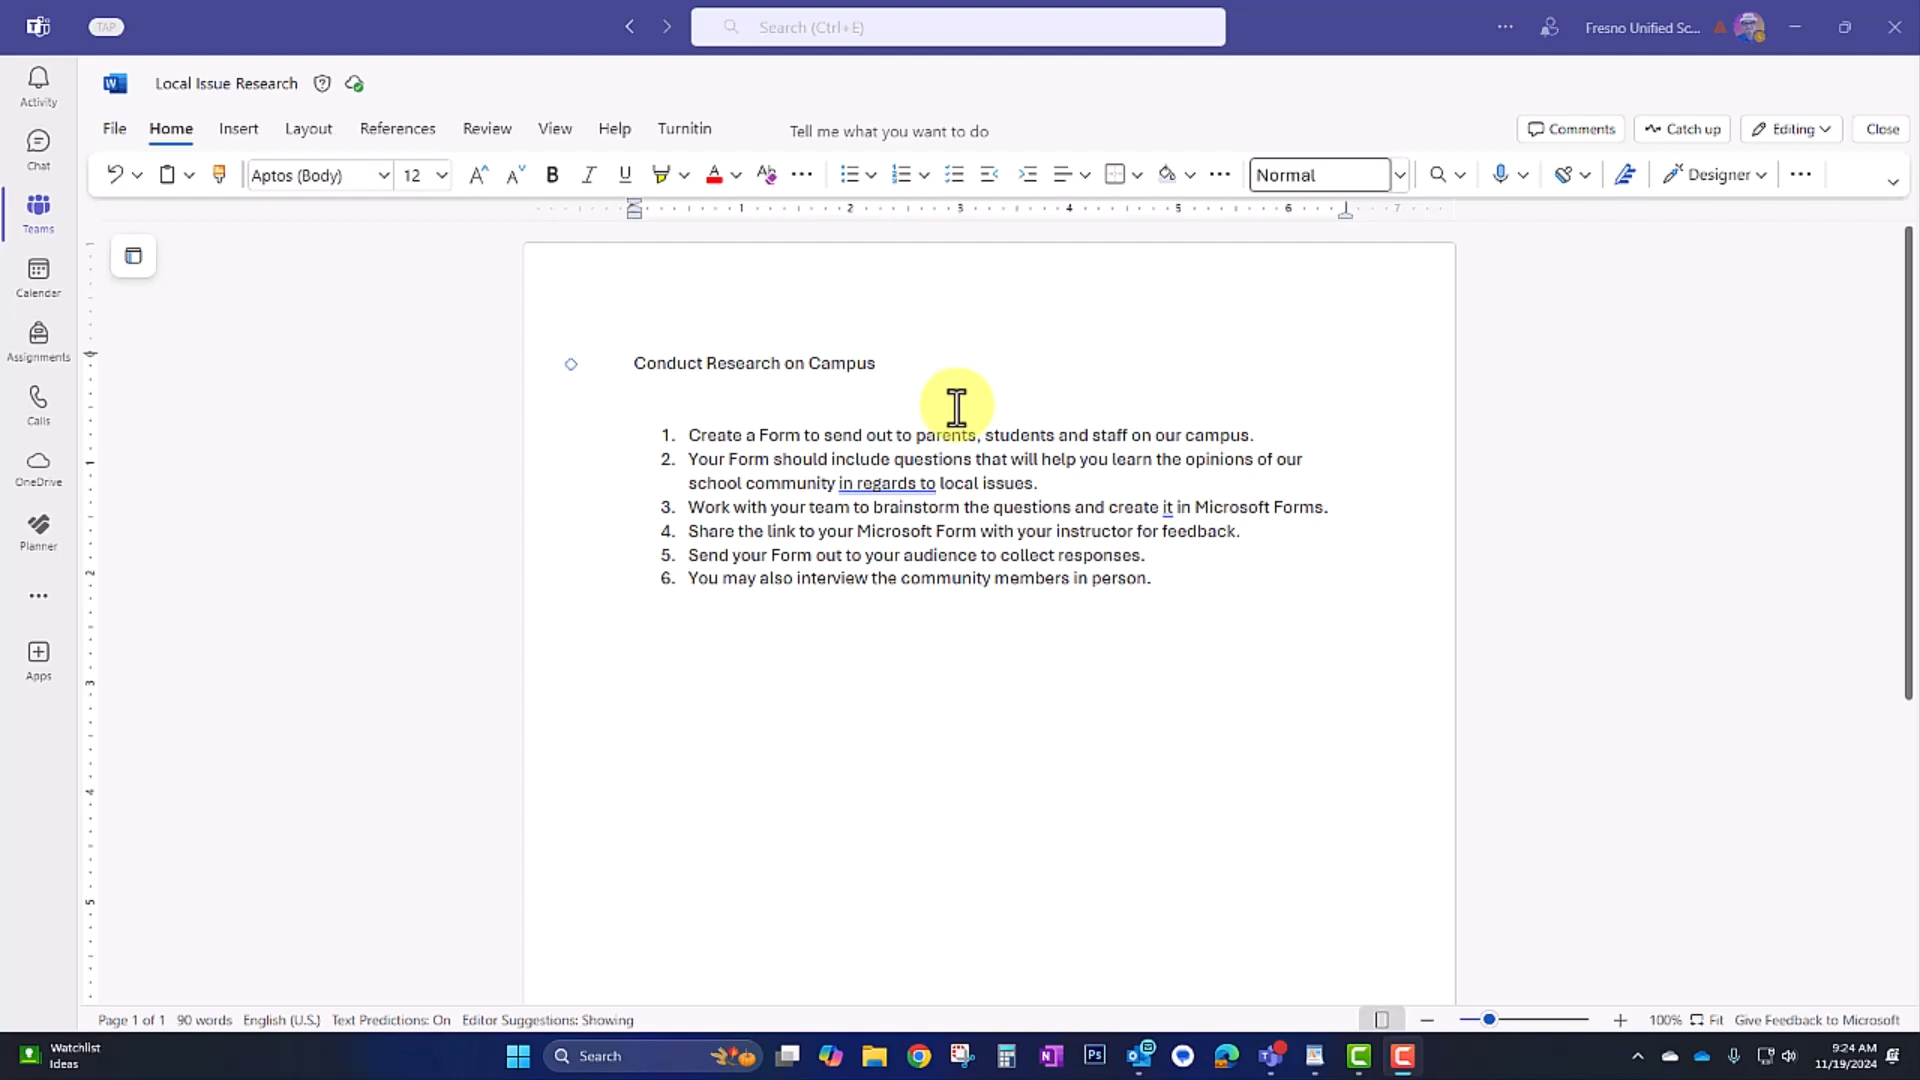 TAP
Search (Ctrl+E)
Fresno Unified Sc...
Activity
Chat
Teams
Calendar
Assignments
Calls
OneDrive
Planner
Apps
Local Issue Research
File Home Insert Layout References Review View Help Turnitin Tell me what you want to do Comments Catch up Editing Close
Aptos (Body) 12 Normal Designer
1 2 3 4 5 6 7
Conduct Research on Campus
1. Create a Form to send out to parents, students and staff on our campus.
2. Your Form should include questions that will help you learn the opinions of our
school community in regards to local issues.
3. Work with your team to brainstorm the questions and create it in Microsoft Forms.
4. Share the link to your Microsoft Form with your instructor for feedback.
5. Send your Form out to your audience to collect responses.
6. You may also interview the community members in person.
Page 1 of 1 90 words English (U.S.) Text Predictions: On Editor Suggestions: Showing 100% Fit Give Feedback to Microsoft
Watchlist
Ideas
Search
9:24 AM
11/19/2024